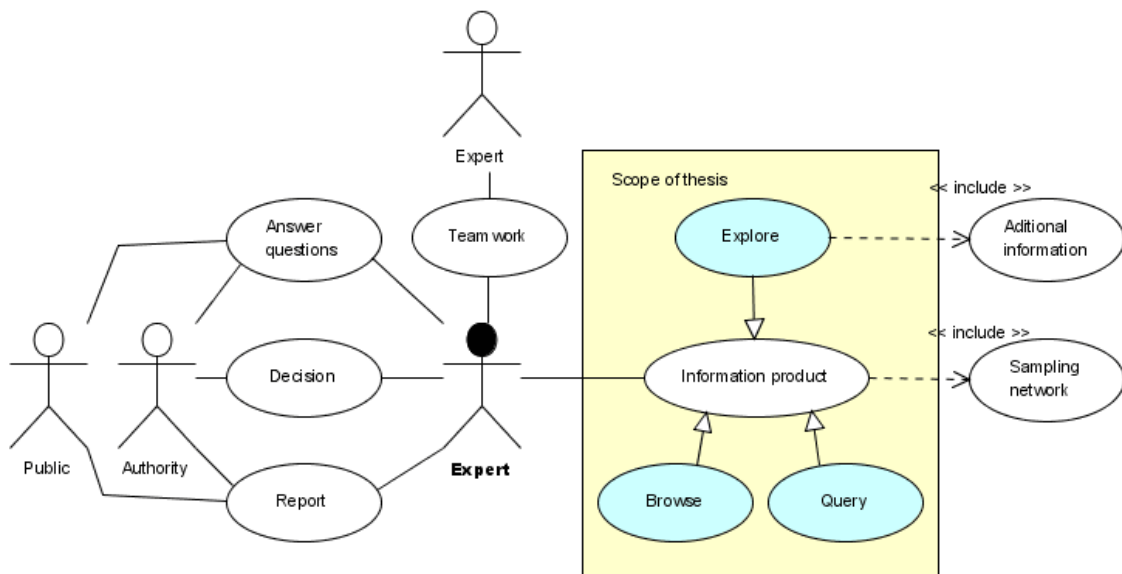 Expert
Scope of thesis
<< include >>
Answer
questions
Team work
Explore
Aditional
information
<< include >>
Decision
Information product
Sampling
network
Public
Authority
Expert
Report
Browse
Query